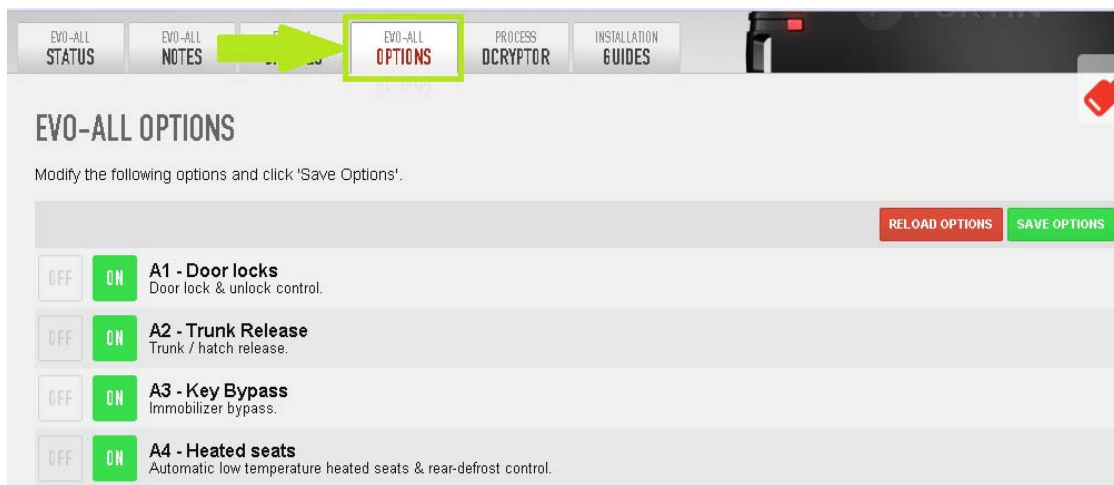 EVO-ALL
STATUS
EVO-ALL
NOTES
EVO-ALL
OPTIONS
PROCESS
DCRYPTOR
INSTALLATION
GUIDES
EVO-ALL OPTIONS
Modify the following options and click 'Save Options'.
RELOAD OPTIONS
SAVE OPTIONS
OFF
ON
A1 - Door locks
Door lock & unlock control.
OFF
ON
A2 - Trunk Release
Trunk / hatch release.
OFF
ON
A3 - Key Bypass
Immobilizer bypass.
OFF
ON
A4 - Heated seats
Automatic low temperature heated seats & rear-defrost control.